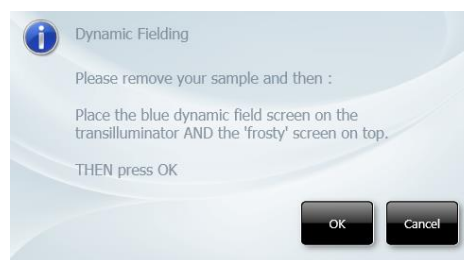 Dynamic Fielding
Please remove your sample and then :
Place the blue dynamic field screen on the
transilluminator AND the 'frosty' screen on top.
THEN press OK
OK
Cancel